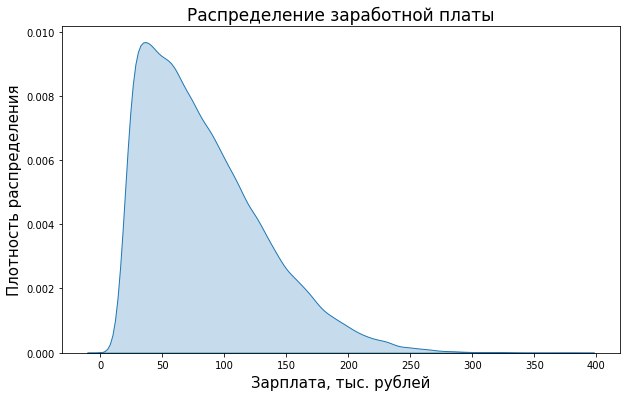 Распределение заработной платы
Плотность распределения
0.010
0.008
0.006
0.004
0.002
0.000
0 50 100 150 200 250 300 350 400
Зарплата, тыс. рублей